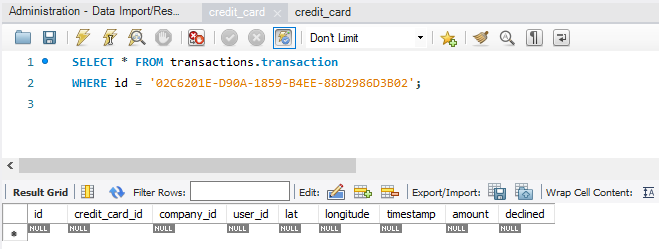 Administration - Data Import/Res... credit_card credit_card
Don't Limit
1 SELECT * FROM transactions.transaction
2 WHERE id = '02C6201E-D90A-1859-B4EE-88D2986D3B02';
3
Result Grid Filter Rows: Edit: Export/Import: Wrap Cell Content:
id credit_card_id company_id user_id lat longitude timestamp amount declined
NULL NULL NULL NULL NULL NULL NULL NULL NULL